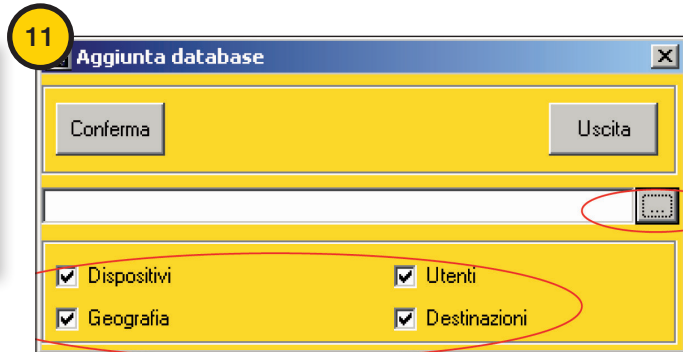 11
Aggiunta database
Conferma Uscita
...
Dispositivi Utenti
Geografia Destinazioni